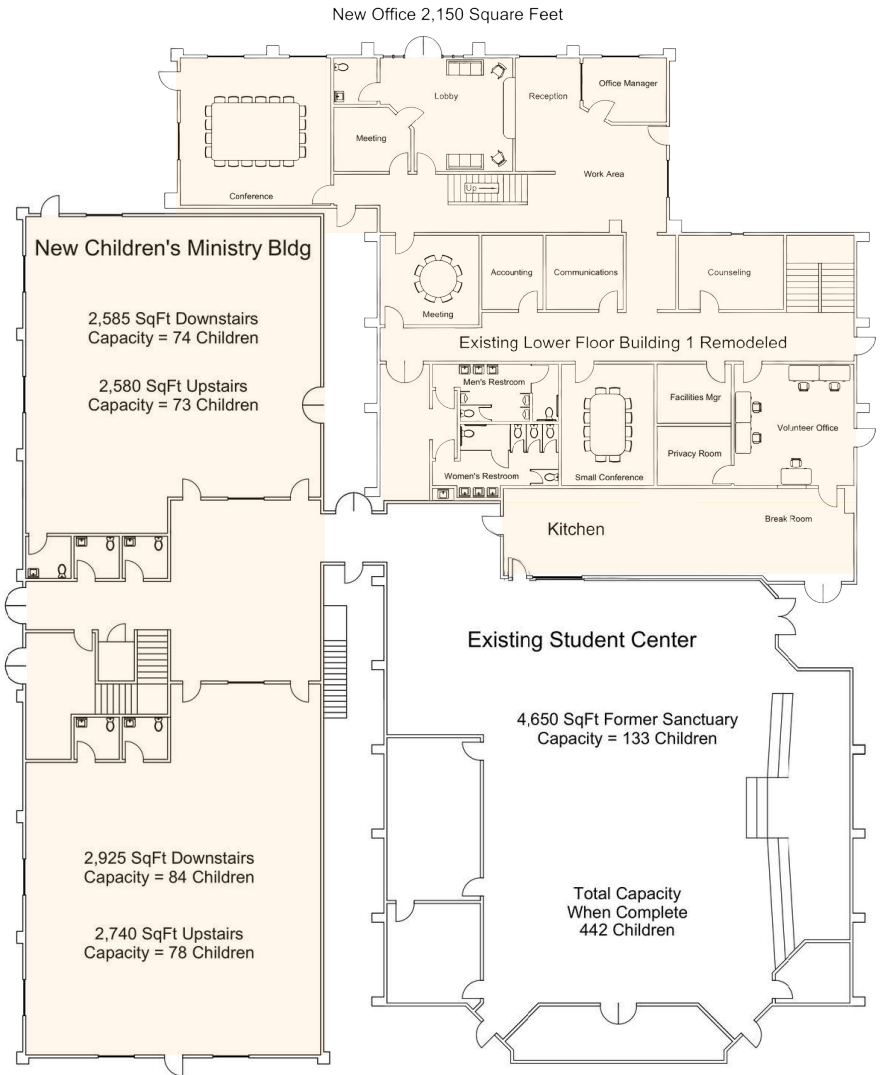 New Office 2,150 Square Feet
Lobby
Reception
Office Manager
Meeting
Work Area
Up
Conference
New Children's Ministry Bldg
2,585 SqFt Downstairs
Capacity = 74 Children
2,580 SqFt Upstairs
Capacity = 73 Children
Accounting
Communications
Counseling
Meeting
Existing Lower Floor Building 1 Remodeled
Men's Restroom
Facilities Mgr
Volunteer Office
Privacy Room
Women's Restroom
Small Conference
Kitchen
Break Room
Existing Student Center
4,650 SqFt Former Sanctuary
Capacity = 133 Children
2,925 SqFt Downstairs
Capacity = 84 Children
2,740 SqFt Upstairs
Capacity = 78 Children
Total Capacity
When Complete
442 Children